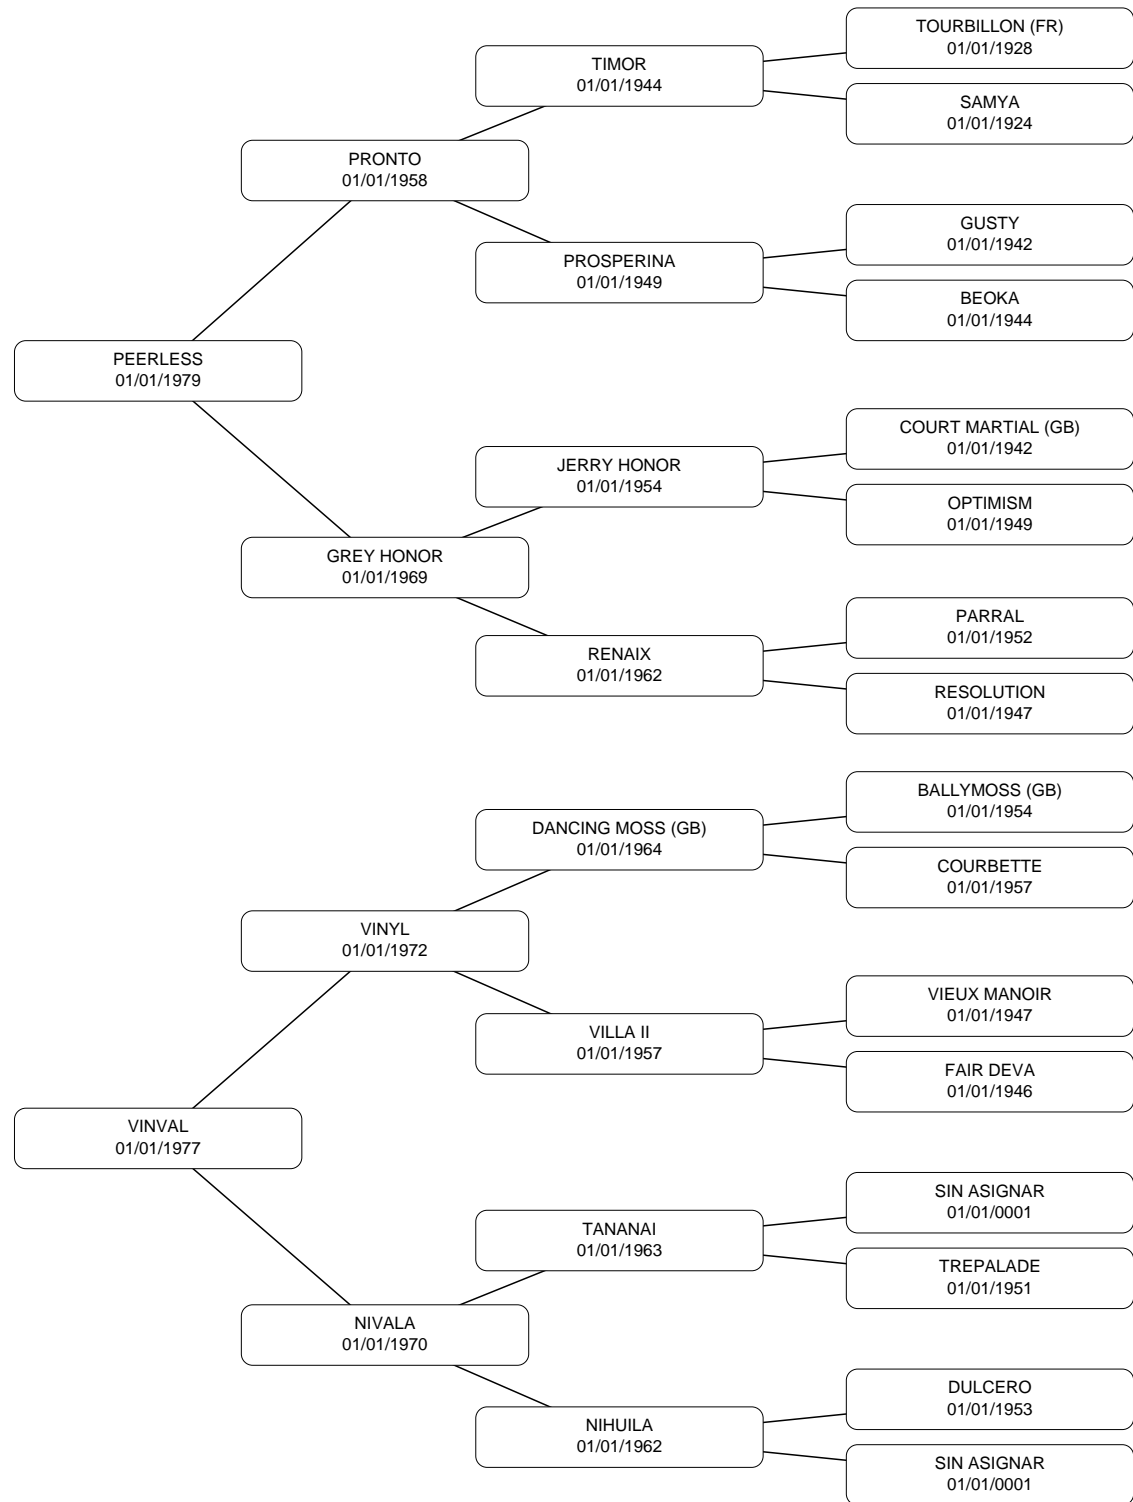 TOURBILLON (FR)
01/01/1928
TIMOR
01/01/1944
SAMYA
01/01/1924
PRONTO
01/01/1958
GUSTY
01/01/1942
PROSPERINA
01/01/1949
BEOKA
01/01/1944
PEERLESS
01/01/1979
COURT MARTIAL (GB)
01/01/1942
JERRY HONOR
01/01/1954
OPTIMISM
01/01/1949
GREY HONOR
01/01/1969
PARRAL
01/01/1952
RENAIX
01/01/1962
RESOLUTION
01/01/1947
BALLYMOSS (GB)
01/01/1954
DANCING MOSS (GB)
01/01/1964
COURBETTE
01/01/1957
VINYL
01/01/1972
VIEUX MANOIR
01/01/1947
VILLA II
01/01/1957
FAIR DEVA
01/01/1946
VINVAL
01/01/1977
SIN ASIGNAR
01/01/0001
TANANAI
01/01/1963
TREPALADE
01/01/1951
NIVALA
01/01/1970
DULCERO
01/01/1953
NIHUILA
01/01/1962
SIN ASIGNAR
01/01/0001